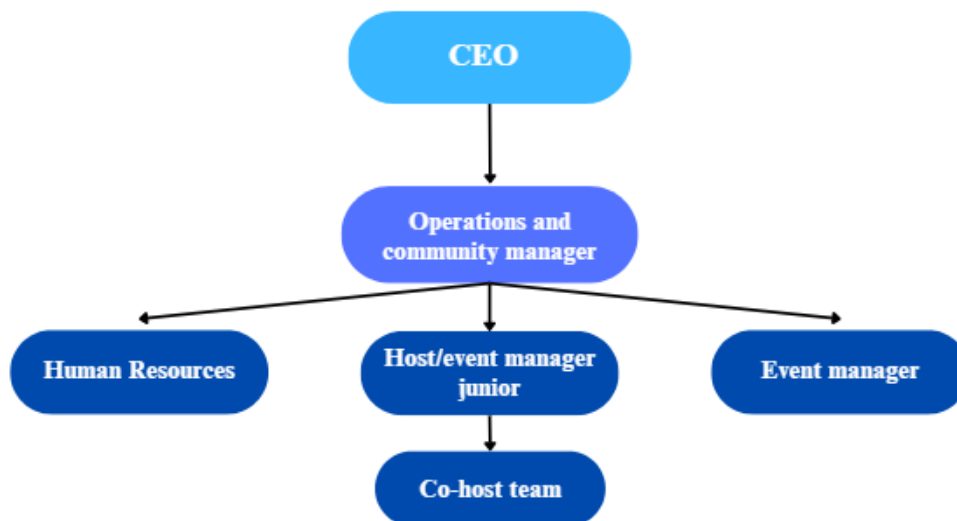 CEO
Operations and
community manager
Human Resources
Host/event manager
junior
Event manager
Co-host team